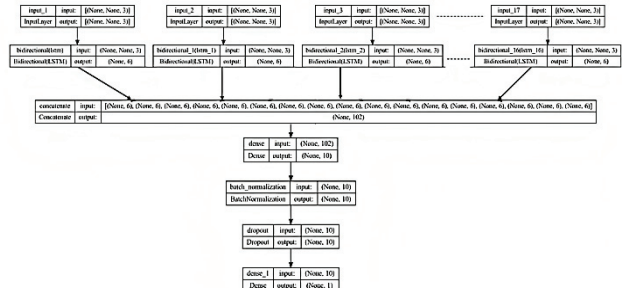 input_1 input: [(None, None, 3)] input_2 input: [(None, None, 3)] input_3 input: [(None, None, 3)] input_17 input: [(None, None, 3)]
InputLayer output: [(None, None, 3)] InputLayer output: [(None, None, 3)] InputLayer output: [(None, None, 3)] InputLayer output: [(None, None, 3)]
bidirectional(lstm) input: (None, None, 3) bidirectional_1(lstm_1) input: (None, None, 3) bidirectional_2(lstm_2) input: (None, None, 3) bidirectional_16(lstm_16) input: (None, None, 3)
Bidirectional(LSTM) output: (None, 6) Bidirectional(LSTM) output: (None, 6) Bidirectional(LSTM) output: (None, 6) Bidirectional(LSTM) output: (None, 6)
concatenate input: [(None, 6), (None, 6), (None, 6), (None, 6), (None, 6), (None, 6), (None, 6), (None, 6), (None, 6), (None, 6), (None, 6), (None, 6), (None, 6), (None, 6), (None, 6), (None, 6), (None, 6)]
Concatenate output: (None, 102)
dense input: (None, 102)
Dense output: (None, 10)
batch_normalization input: (None, 10)
BatchNormalization output: (None, 10)
dropout input: (None, 10)
Dropout output: (None, 10)
dense_1 input: (None, 10)
Dense output: (None, 1)